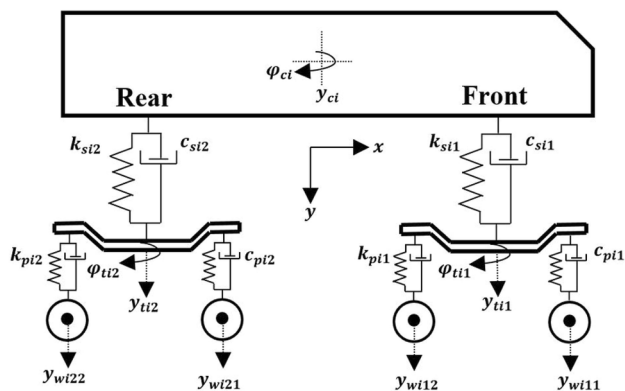 φci
yci
Rear
Front
ksi2
csi2
ksi1
csi1
x
y
kpi2
φti2
cpi2
kpi1
φti1
cpi1
yti2
yti1
ywi22
ywi21
ywi12
ywi11